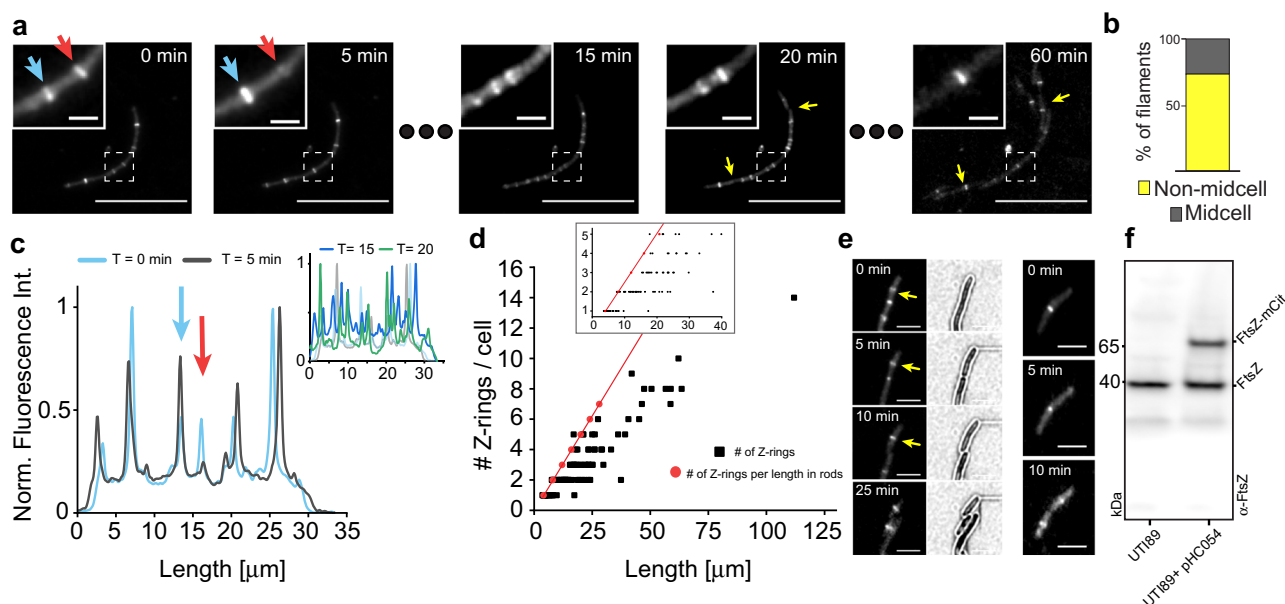 a
0 min
5 min
15 min
20 min
60 min
b
% of filaments
100
50
Non-midcell
Midcell
c
T = 0 min
T = 5 min
Norm. Fluorescence Int.
1
0.5
0
0
5
10
15
20
25
30
35
Length [μm]
T= 15
T= 20
1
0
0
10
20
30
d
# Z-rings / cell
16
14
12
10
8
6
4
2
0
0
25
50
75
100
125
Length [μm]
# of Z-rings
# of Z-rings per length in rods
5
4
3
2
1
0
10
20
30
40
e
0 min
5 min
10 min
25 min
0 min
5 min
10 min
f
65
40
kDa
FtsZ-mCit
FtsZ
α-FtsZ
UTI89
UTI89+ pHC054